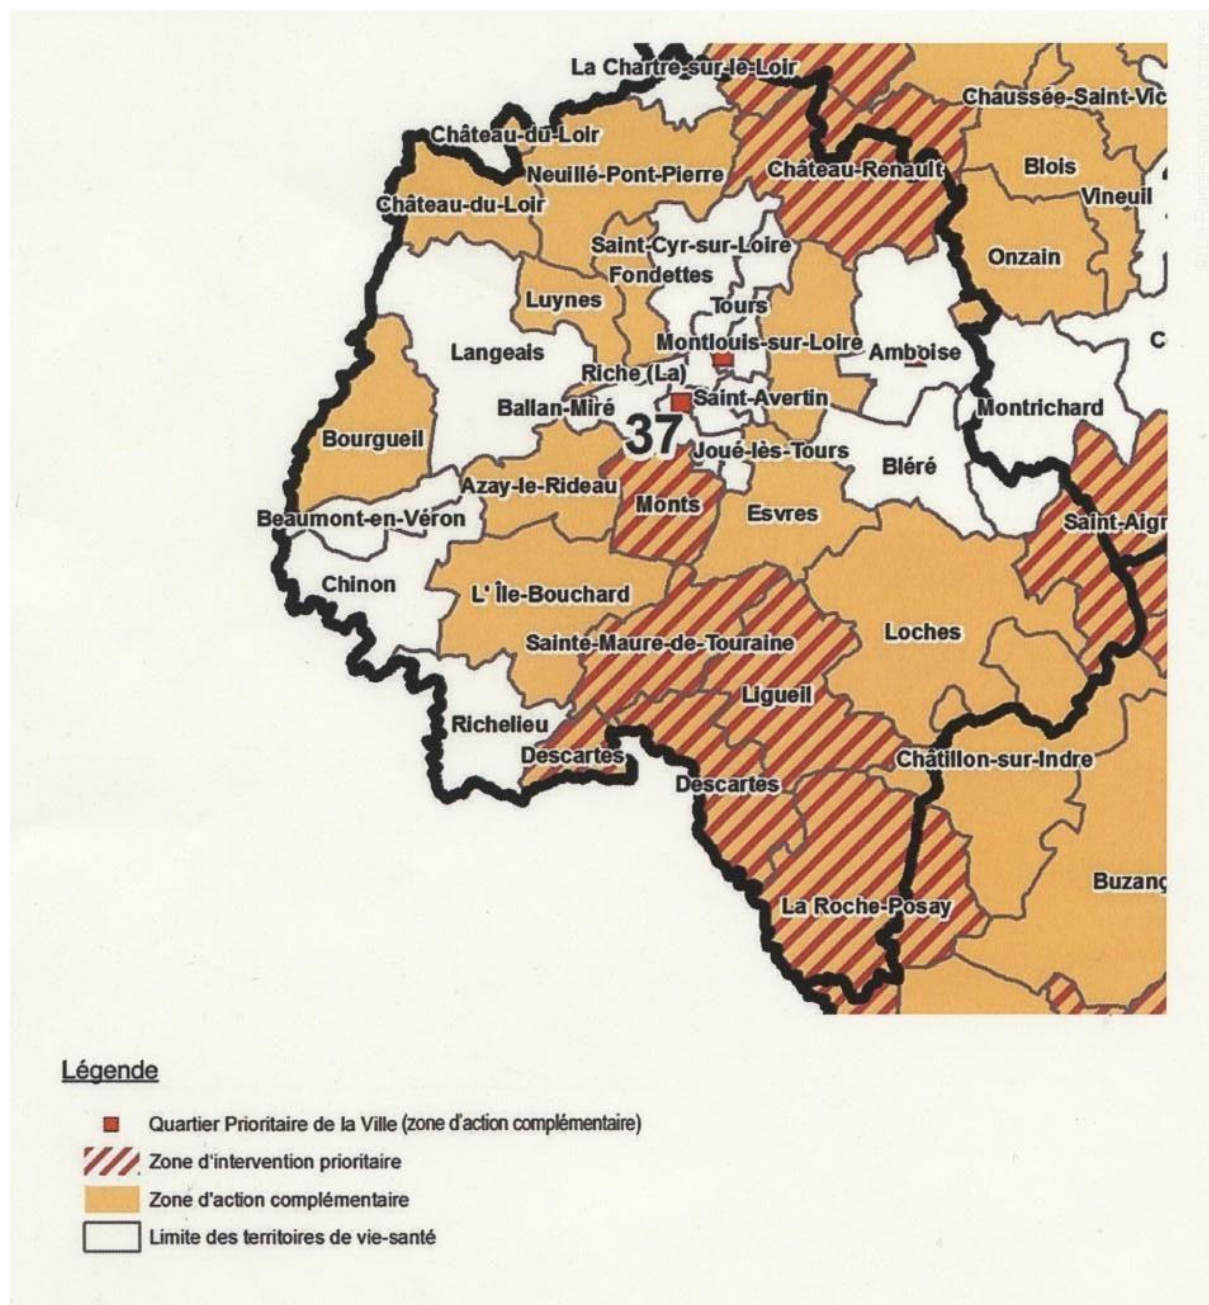 La Chartre-sur-le-Loir
Chaussée-Saint-Vic
Château-du-Loir
Blois
Neuillé-Pont-Pierre
Château-Renault
Vineuil
Château-du-Loir
Saint-Cyr-sur-Loire
Onzain
Fondettes
Luynes
Tours
Montlouis-sur-Loire
C
Langeais
Amboise
Riche (La)
Saint-Avertin
Ballan-Miré
Montrichard
37
Bourgueil
Joué-lès-Tours
Bléré
Azay-le-Rideau
Monts
Esvres
Beaumont-en-Véron
Saint-Aigr
Chinon
L' Île-Bouchard
Loches
Sainte-Maure-de-Touraine
Ligueil
Richelieu
Descartes
Châtillon-sur-Indre
Descartes
Buzanç
La Roche-Posay
Légende
Quartier Prioritaire de la Ville (zone d'action complémentaire)
Zone d'intervention prioritaire
Zone d'action complémentaire
Limite des territoires de vie-santé